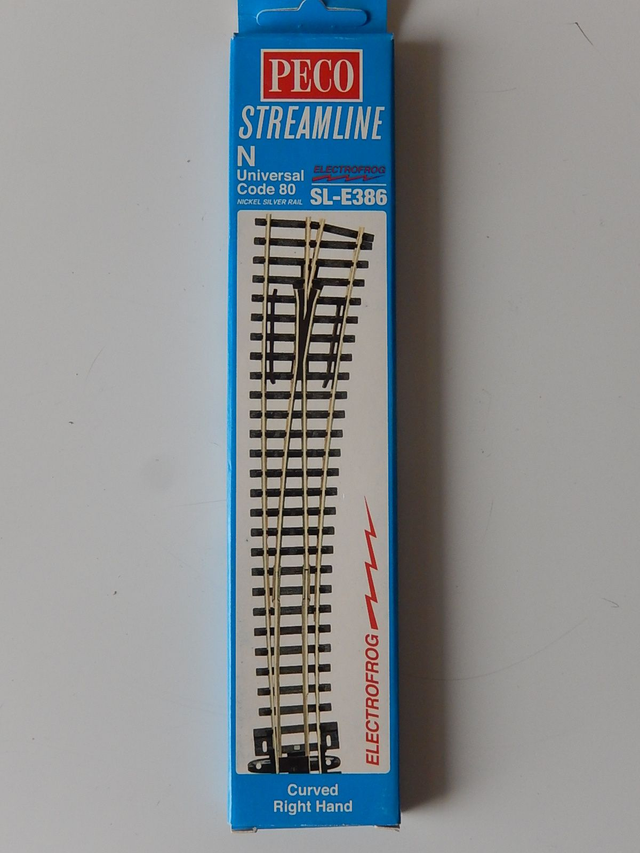 PECO
STREAMLINE
N
Universal
Code 80
NICKEL SILVER RAIL
ELECTROFROG
SL-E386
ELECTROFROG
Curved
Right Hand